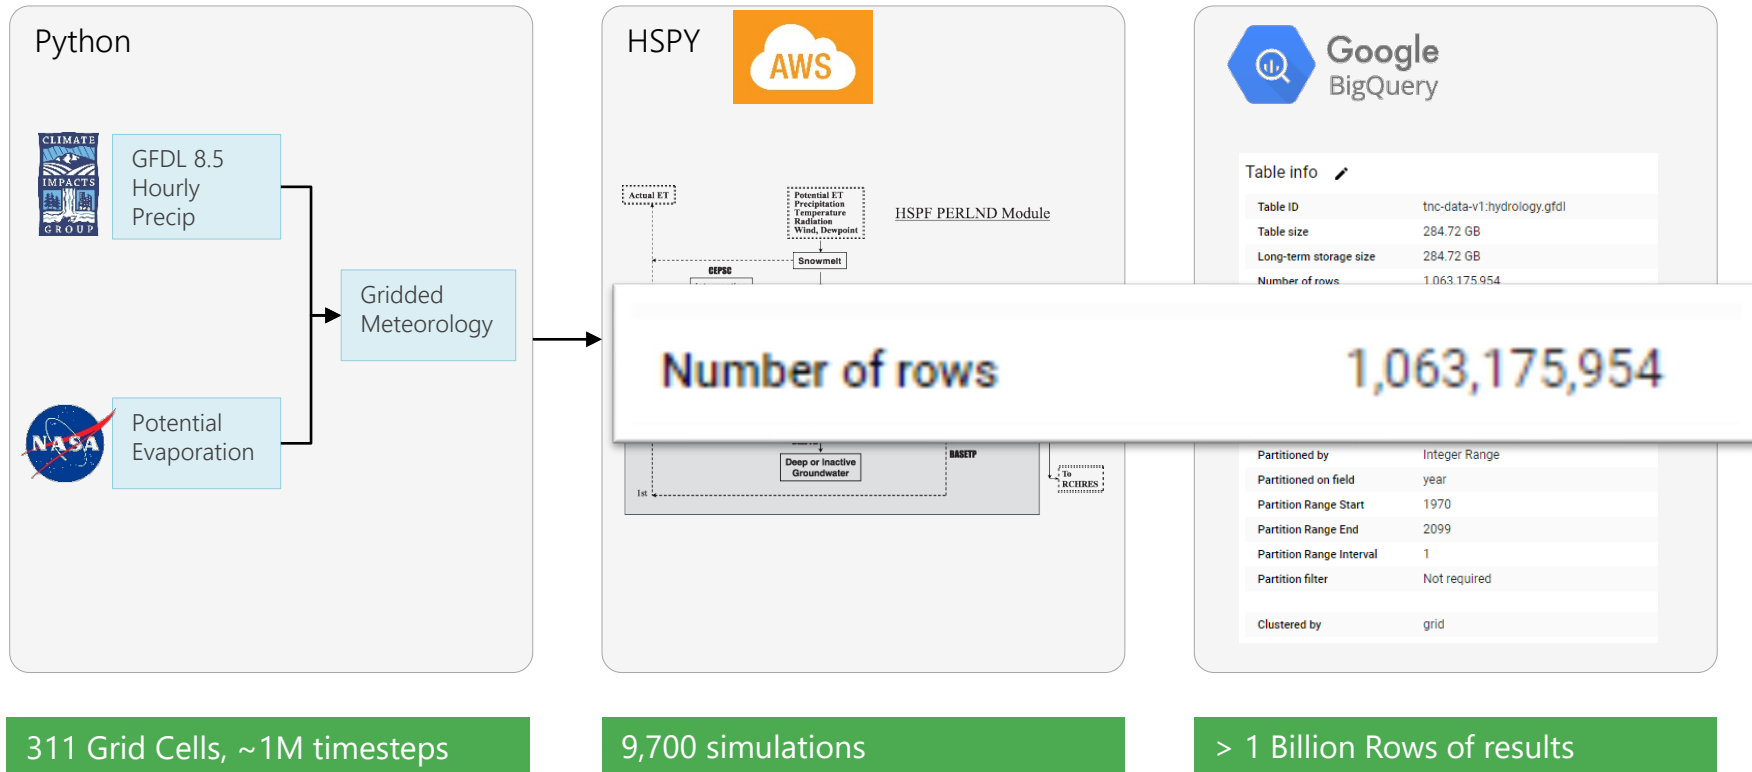 Python
CLIMATE
IMPACTS
GROUP
GFDL 8.5
Hourly
Precip
Gridded
Meteorology
NASA
Potential
Evaporation
311 Grid Cells, ~1M timesteps
HSPY
AWS
Actual ET
Potential ET
Precipitation
Temperature
Radiation
Wind, Dewpoint
HSPF PERLND Module
Snowmelt
CEPSC
Number of rows 1,063,175,954
Deep or Inactive
Groundwater
BASETP
To
RCHRES
1st
9,700 simulations
Google
BigQuery
Table info
Table ID tnc-data-v1:hydrology.gfdl
Table size 284.72 GB
Long-term storage size 284.72 GB
Number of rows 1,063,175,954
Partitioned by Integer Range
Partitioned on field year
Partition Range Start 1970
Partition Range End 2099
Partition Range Interval 1
Partition filter Not required
Clustered by grid
> 1 Billion Rows of results